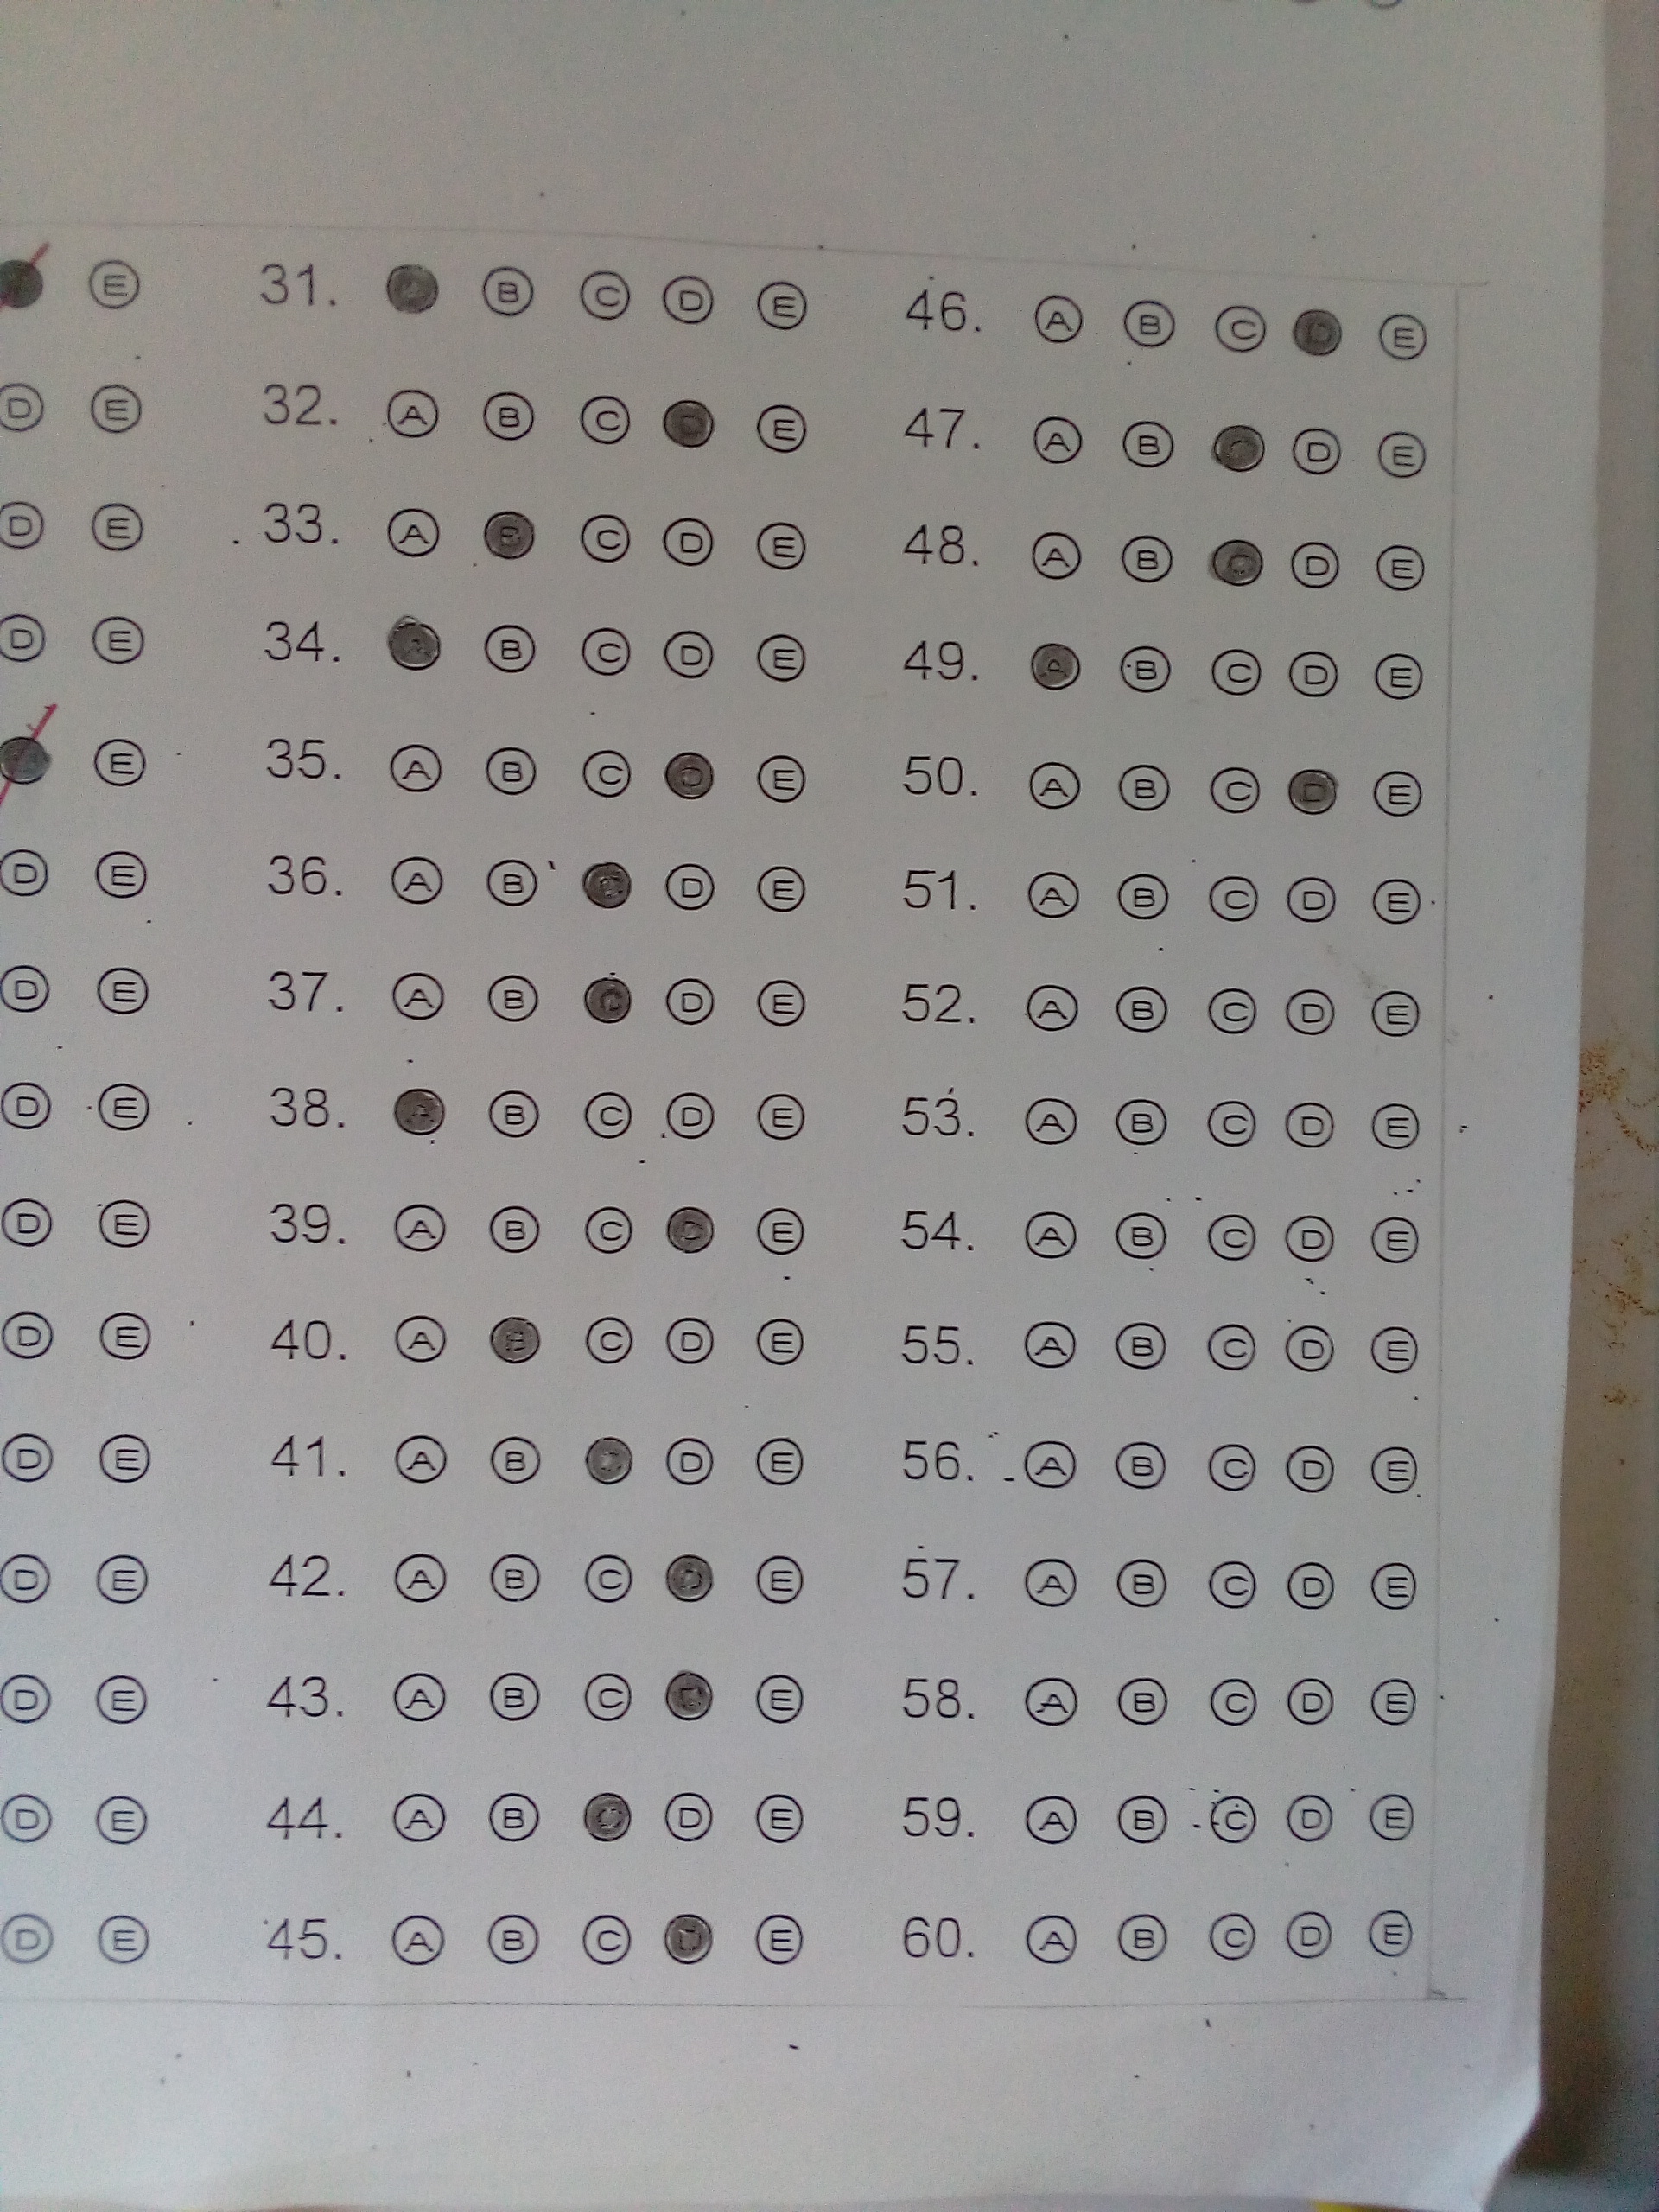 E 31. A B C D E 46. A B C D E
D E 32. A B C D E 47. A B C D E
D E 33. A B C D E 48. A B C D E
D E 34. A B C D E 49. A B C D E
E 35. A B C D E 50. A B C D E
D E 36. A B C D E 51. A B C D E
D E 37. A B C D E 52. A B C D E
D E 38. A B C D E 53. A B C D E
D E 39. A B C D E 54. A B C D E
D E 40. A B C D E 55. A B C D E
D E 41. A B C D E 56. A B C D E
D E 42. A B C D E 57. A B C D E
D E 43. A B C D E 58. A B C D E
D E 44. A B C D E 59. A B C D E
D E 45. A B C D E 60. A B C D E